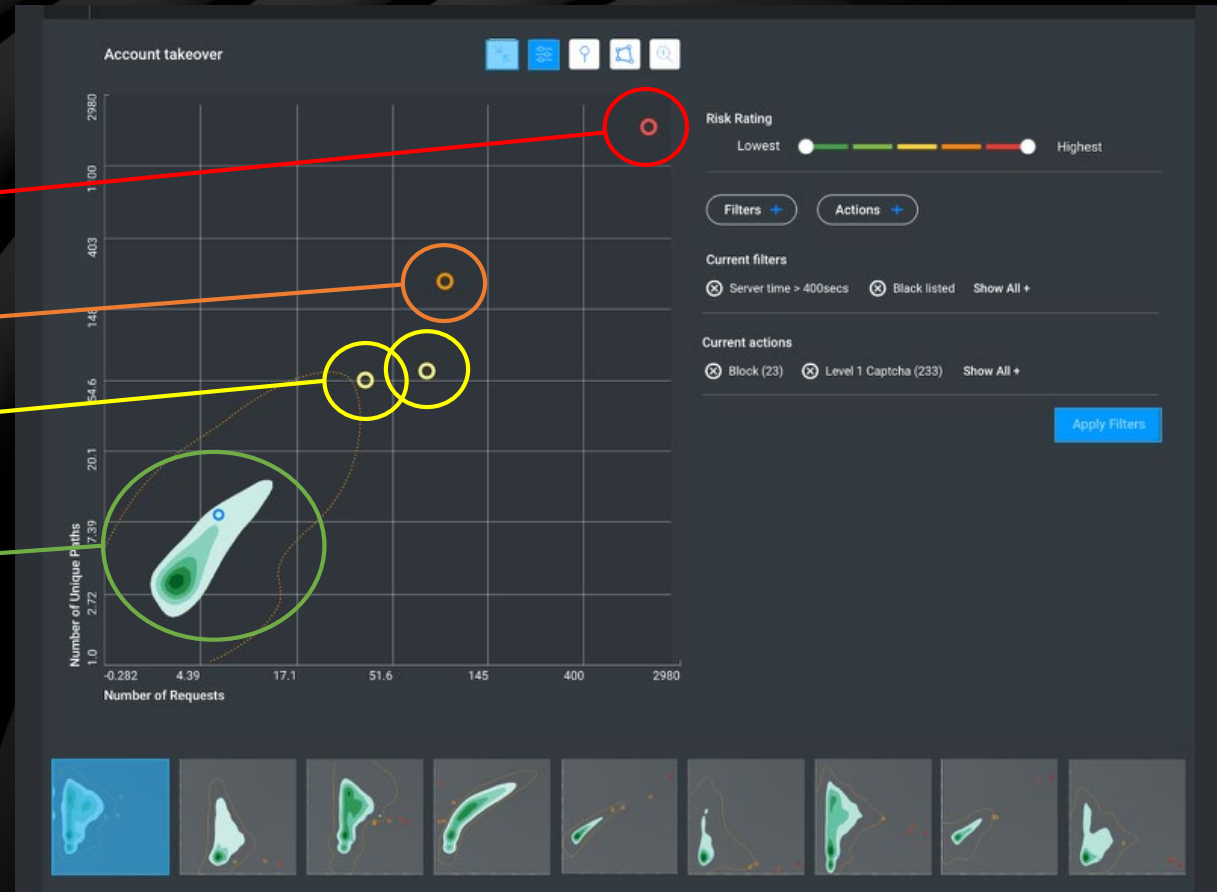 Account takeover
2980
1100
403
148
54.6
20.1
7.39
2.72
1.0
Number of Unique Paths
-0.282 4.39 17.1 51.6 145 400 2980
Number of Requests
Risk Rating
Lowest Highest
Filters + Actions +
Current filters
Server time > 400secs Black listed Show All +
Current actions
Block (23) Level 1 Captcha (233) Show All +
Apply Filters